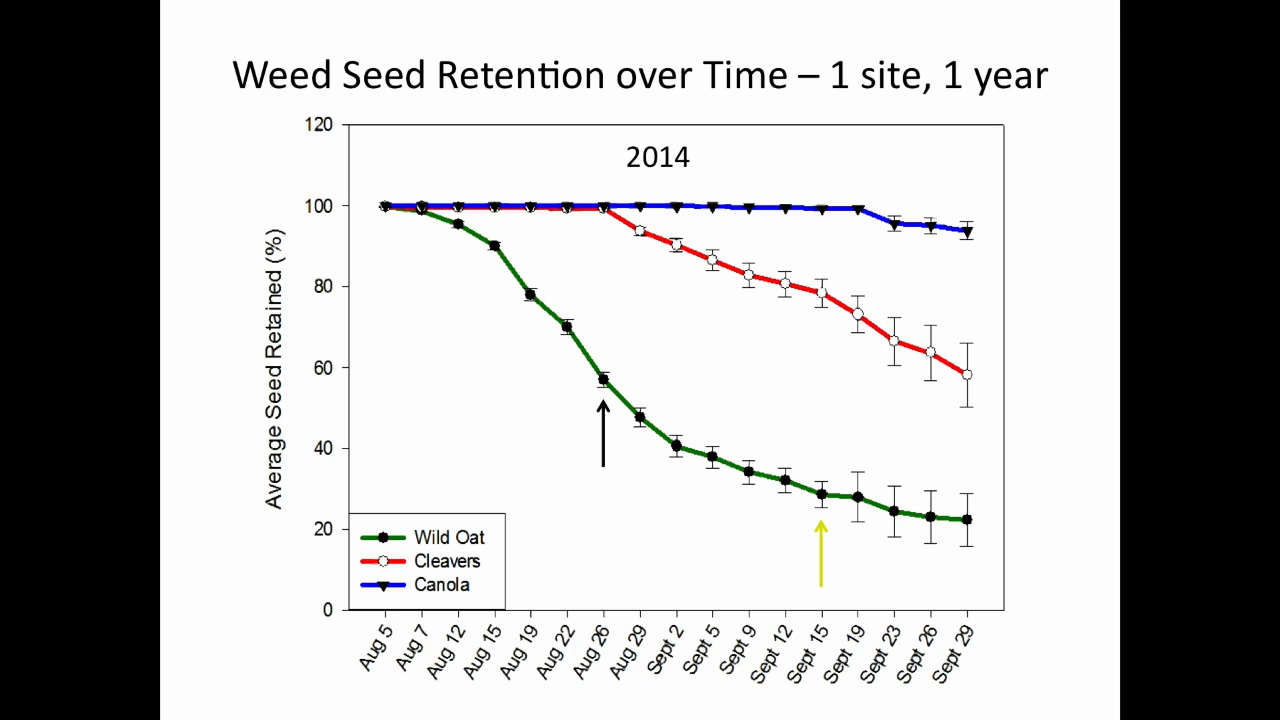 Weed Seed Retention over Time – 1 site, 1 year
2014
120
100
80
60
40
20
0
Average Seed Retained (%)
Wild Oat
Cleavers
Canola
Aug 5
Aug 7
Aug 12
Aug 15
Aug 19
Aug 22
Aug 26
Aug 29
Sept 2
Sept 5
Sept 9
Sept 12
Sept 15
Sept 19
Sept 23
Sept 26
Sept 29